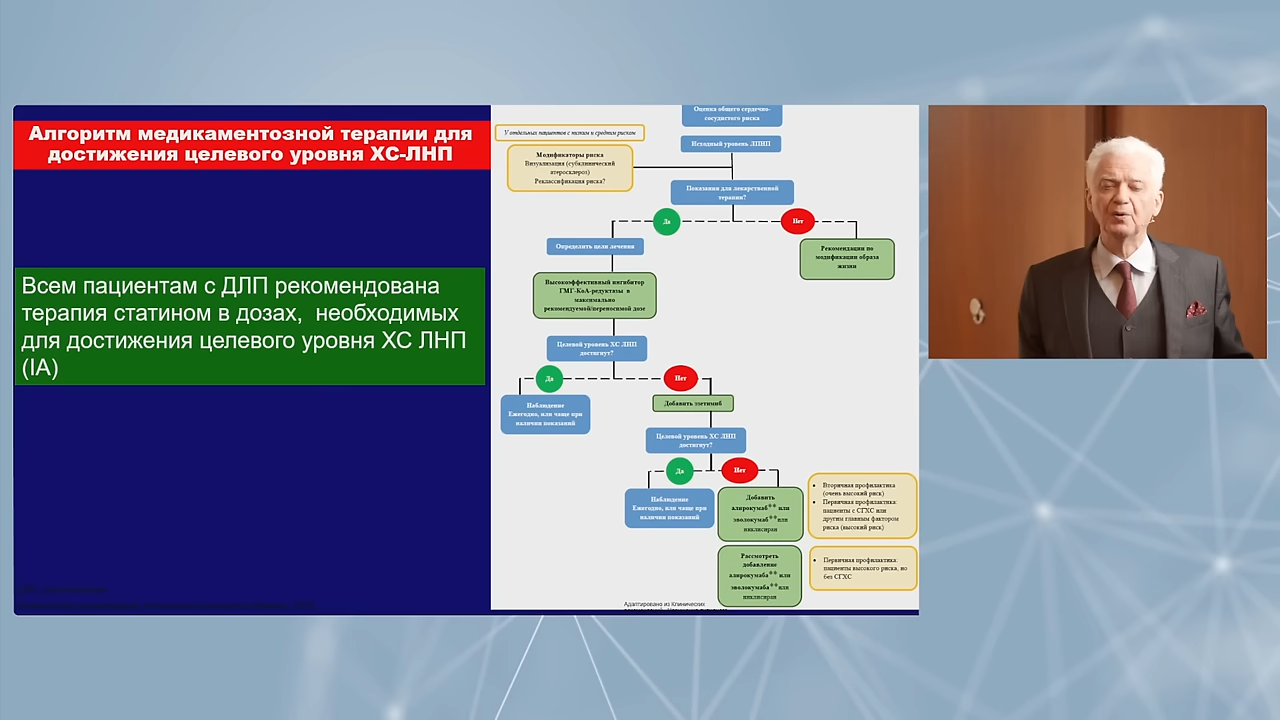 Алгоритм медикаментозной терапии для
достижения целевого уровня ХС-ЛНП
Всем пациентам с ДЛП рекомендована
терапия статином в дозах, необходимых
для достижения целевого уровня ХС ЛНП
(IA)
Оценка общего сердечно-
сосудистого риска
У отдельных пациентов с низким и средним риском
Исходный уровень ЛПНП
Модификаторы риска
Визуализация (субклинический
атеросклероз)
Реклассификация риска?
Показания для лекарственной
терапии?
Да
Нет
Определить цели лечения
Рекомендации по
модификации образа
жизни
Высокоэффективный ингибитор
ГМГ-КоА-редуктазы в
максимально
рекомендуемой/переносимой дозе
Целевой уровень ХС ЛНП
достигнут?
Да
Нет
Наблюдение
Ежегодно, или чаще при
наличии показаний
Добавить эзетимиб
Целевой уровень ХС ЛНП
достигнут?
Да
Нет
Наблюдение
Ежегодно, или чаще при
наличии показаний
Добавить
алирокумаб** или
эволокумаб** или
инклисиран
• Вторичная профилактика
(очень высокий риск)
• Первичная профилактика:
пациенты с СГХС или
другим главным фактором
риска (высокий риск)
Рассмотреть
добавление
алирокумаба** или
эволокумаба** или
инклисиран
• Первичная профилактика:
пациенты высокого риска, но
без СГХС
Адаптировано из Клинических